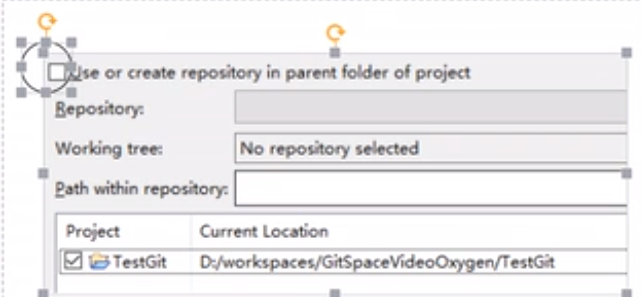 Use or create repository in parent folder of project
Repository:
Working tree: No repository selected
Path within repository:
Project Current Location
TestGit D:/workspaces/GitSpaceVideoOxygen/TestGit